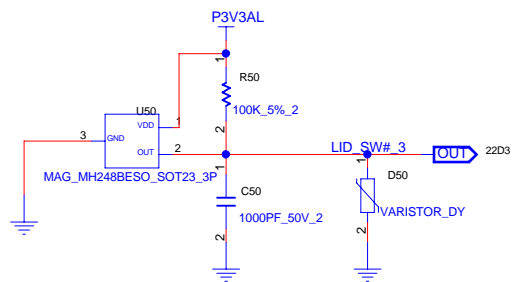 P3V3AL
1
R50
100K_5%_2
2
U50
VDD
1
3
GND
OUT
2
MAG_MH248BESO_SOT23_3P
LID_SW#_3
OUT
22D3
1
C50
1000PF_50V_2
2
1
D50
VARISTOR_DY
2